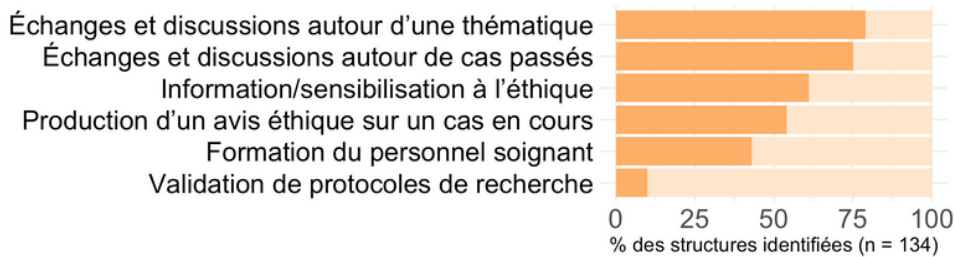 Échanges et discussions autour d’une thématique
Échanges et discussions autour de cas passés
Information/sensibilisation à l’éthique
Production d’un avis éthique sur un cas en cours
Formation du personnel soignant
Validation de protocoles de recherche
0 25 50 75 100
% des structures identifiées (n = 134)